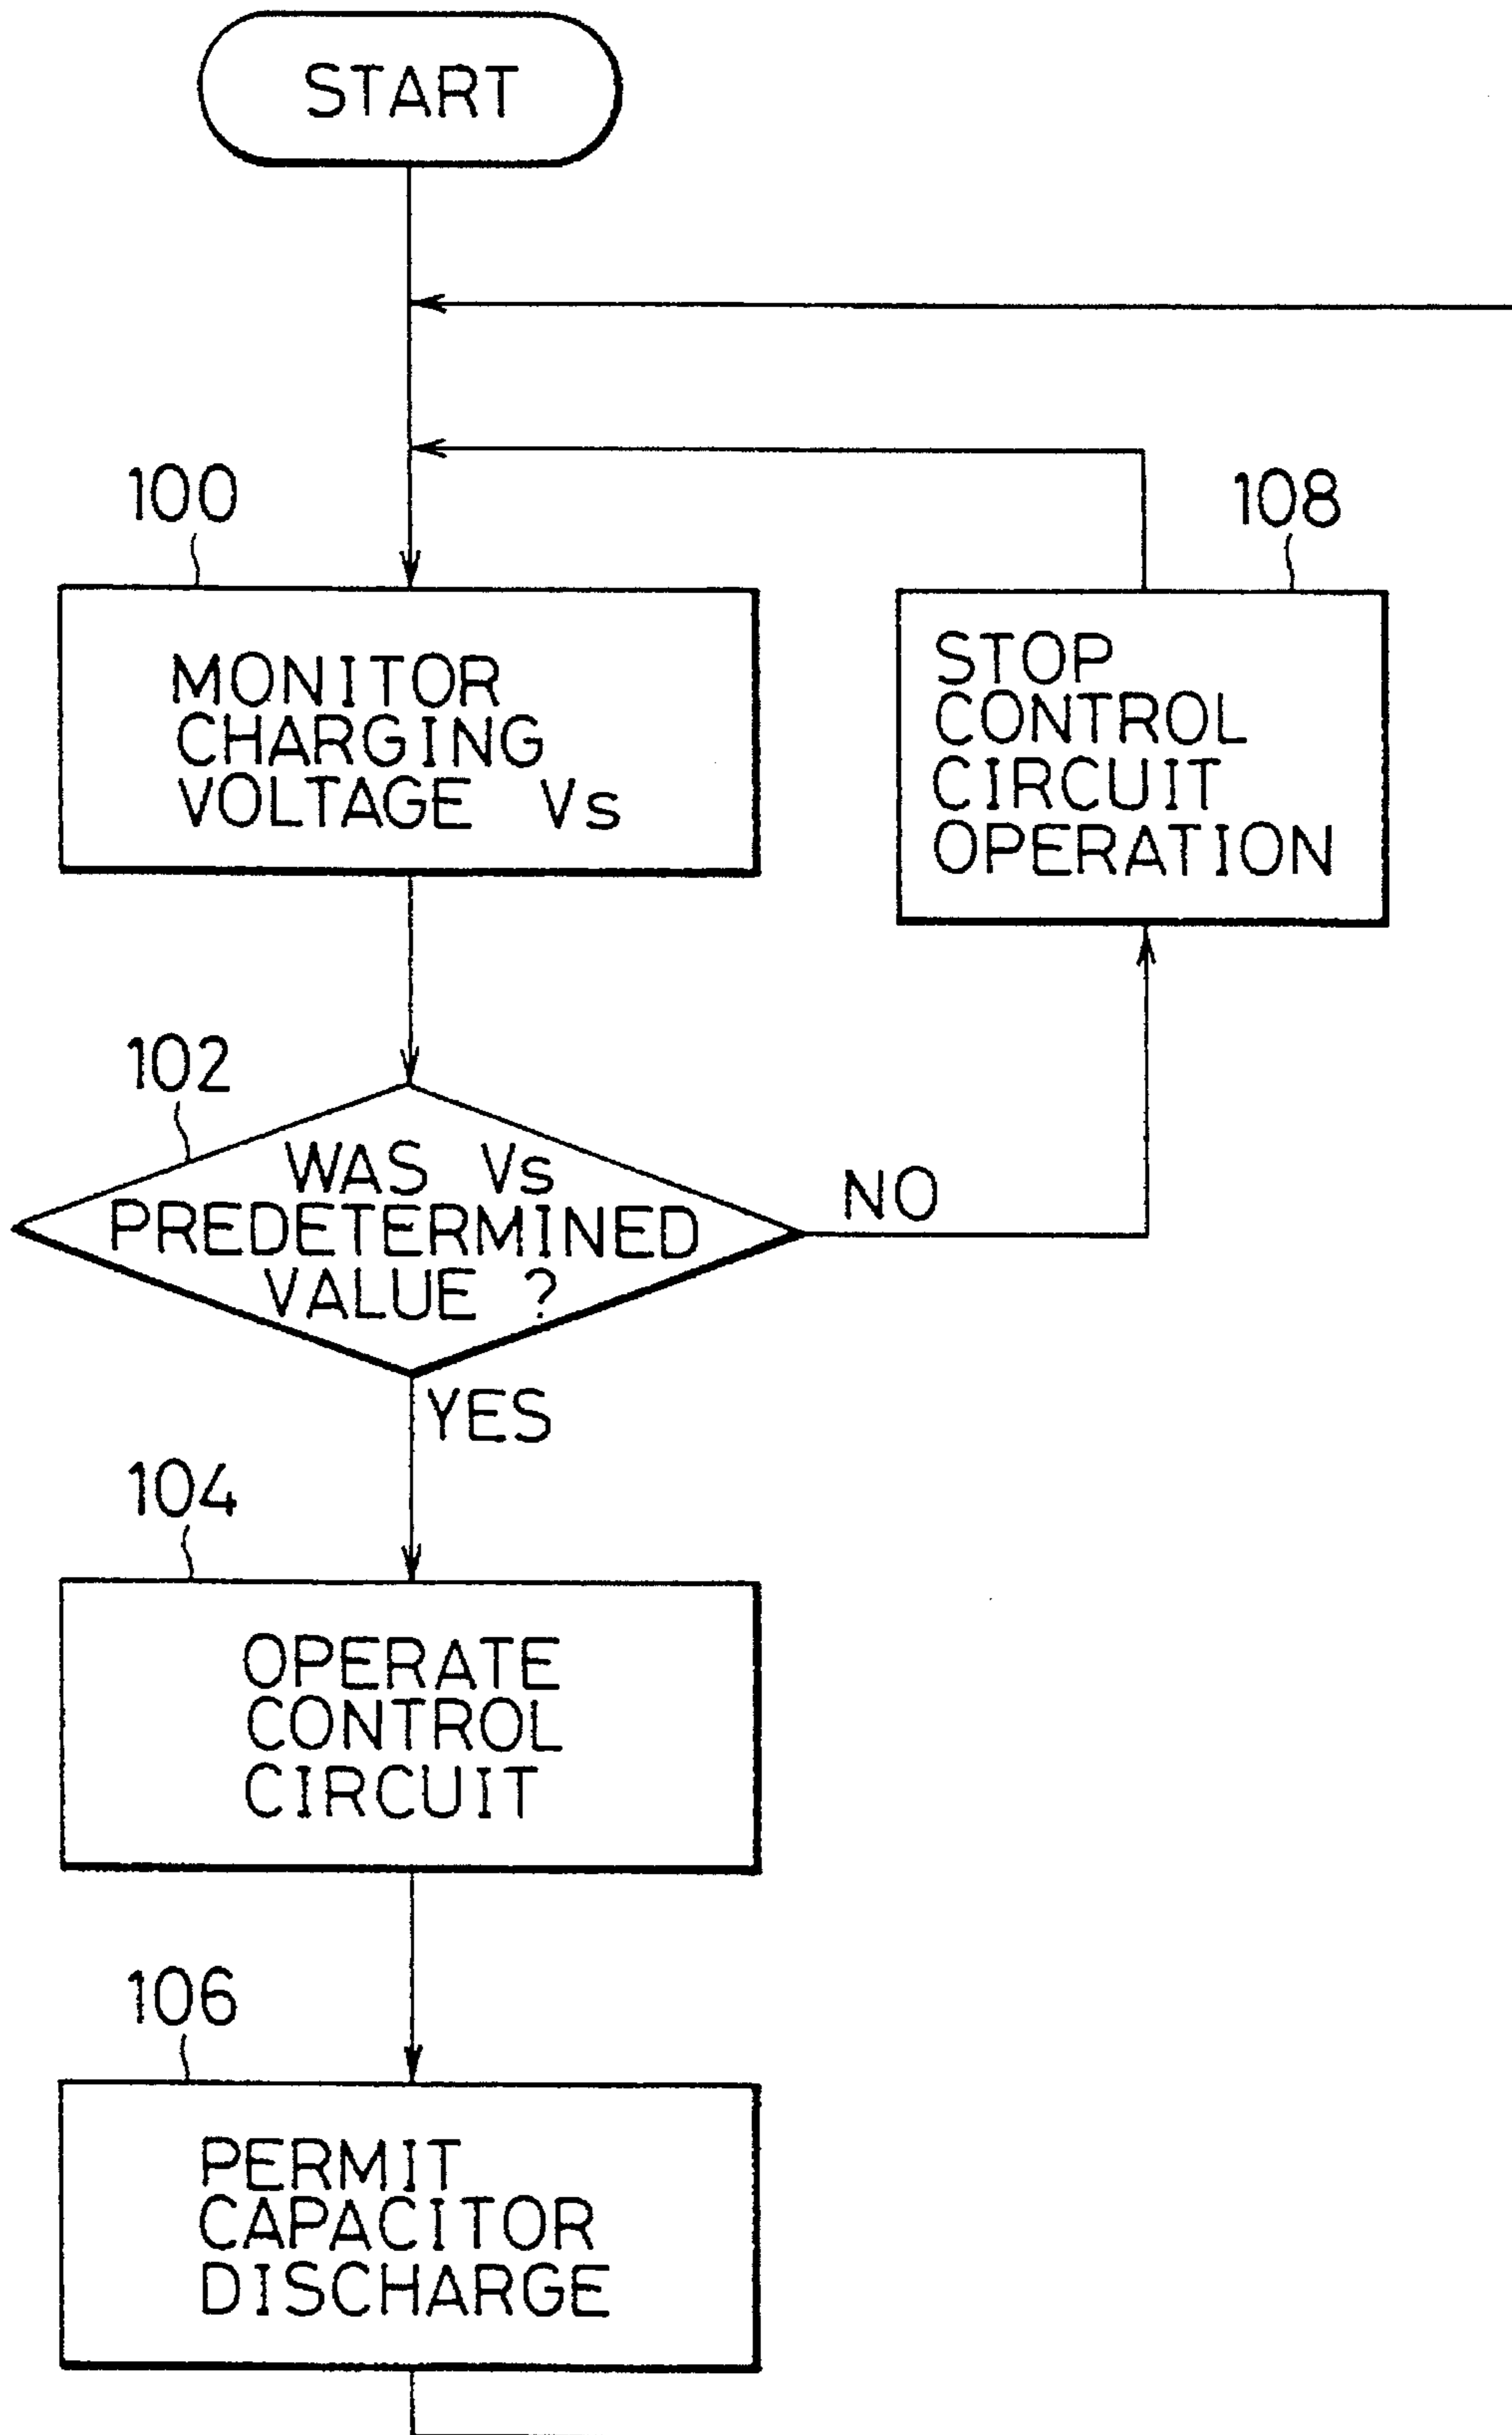 START
100
MONITOR
CHARGING
VOLTAGE Vs
108
STOP
CONTROL
CIRCUIT
OPERATION
102
WAS Vs
PREDETERMINED
VALUE ?
NO
YES
104
OPERATE
CONTROL
CIRCUIT
106
PERMIT
CAPACITOR
DISCHARGE